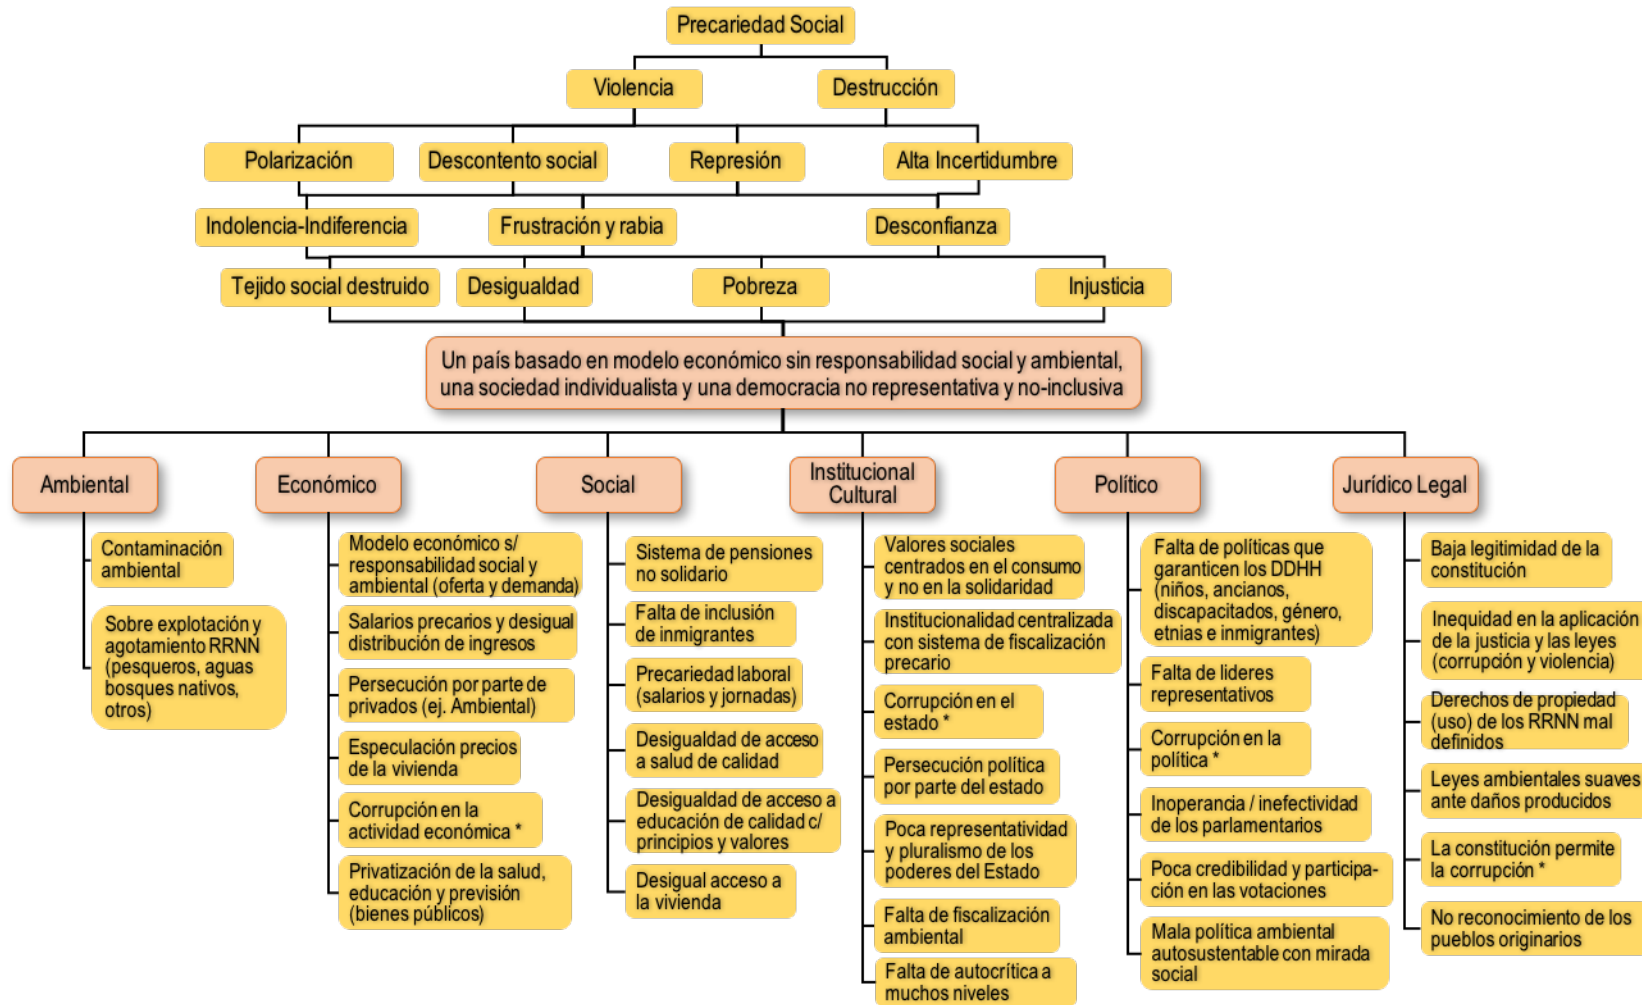 Precariedad Social
Violencia
Destrucción
Polarización
Descontento social
Represión
Alta Incertidumbre
Indolencia-Indiferencia
Frustración y rabia
Desconfianza
Tejido social destruido
Desigualdad
Pobreza
Injusticia
Un país basado en modelo económico sin responsabilidad social y ambiental,
una sociedad individualista y una democracia no representativa y no-inclusiva
Ambiental
Contaminación
ambiental
Sobre explotación y
agotamiento RRNN
(pesqueros, aguas
bosques nativos,
otros)
Económico
Modelo económico s/
responsabilidad social y
ambiental (oferta y demanda)
Salarios precarios y desigual
distribución de ingresos
Persecución por parte de
privados (ej. Ambiental)
Especulación precios
de la vivienda
Corrupción en la
actividad económica *
Privatización de la salud,
educación y previsión
(bienes públicos)
Social
Sistema de pensiones
no solidario
Falta de inclusión
de inmigrantes
Precariedad laboral
(salarios y jornadas)
Desigualdad de acceso
a salud de calidad
Desigualdad de acceso a
educación de calidad c/
principios y valores
Desigual acceso a
la vivienda
Institucional
Cultural
Valores sociales
centrados en el consumo
y no en la solidaridad
Institucionalidad centralizada
con sistema de fiscalización
precario
Corrupción en el
estado *
Persecución política
por parte del estado
Poca representatividad
y pluralismo de los
poderes del Estado
Falta de fiscalización
ambiental
Falta de autocrítica a
muchos niveles
Político
Falta de políticas que
garanticen los DDHH
(niños, ancianos,
discapacitados, género,
etnias e inmigrantes)
Falta de lideres
representativos
Corrupción en la
política *
Inoperancia / inefectividad
de los parlamentarios
Poca credibilidad y participa-
ción en las votaciones
Mala política ambiental
autosustentable con mirada
social
Jurídico Legal
Baja legitimidad de la
constitución
Inequidad en la aplicación
de la justicia y las leyes
(corrupción y violencia)
Derechos de propiedad
(uso) de los RRNN mal
definidos
Leyes ambientales suaves
ante daños producidos
La constitución permite
la corrupción *
No reconocimiento de los
pueblos originarios